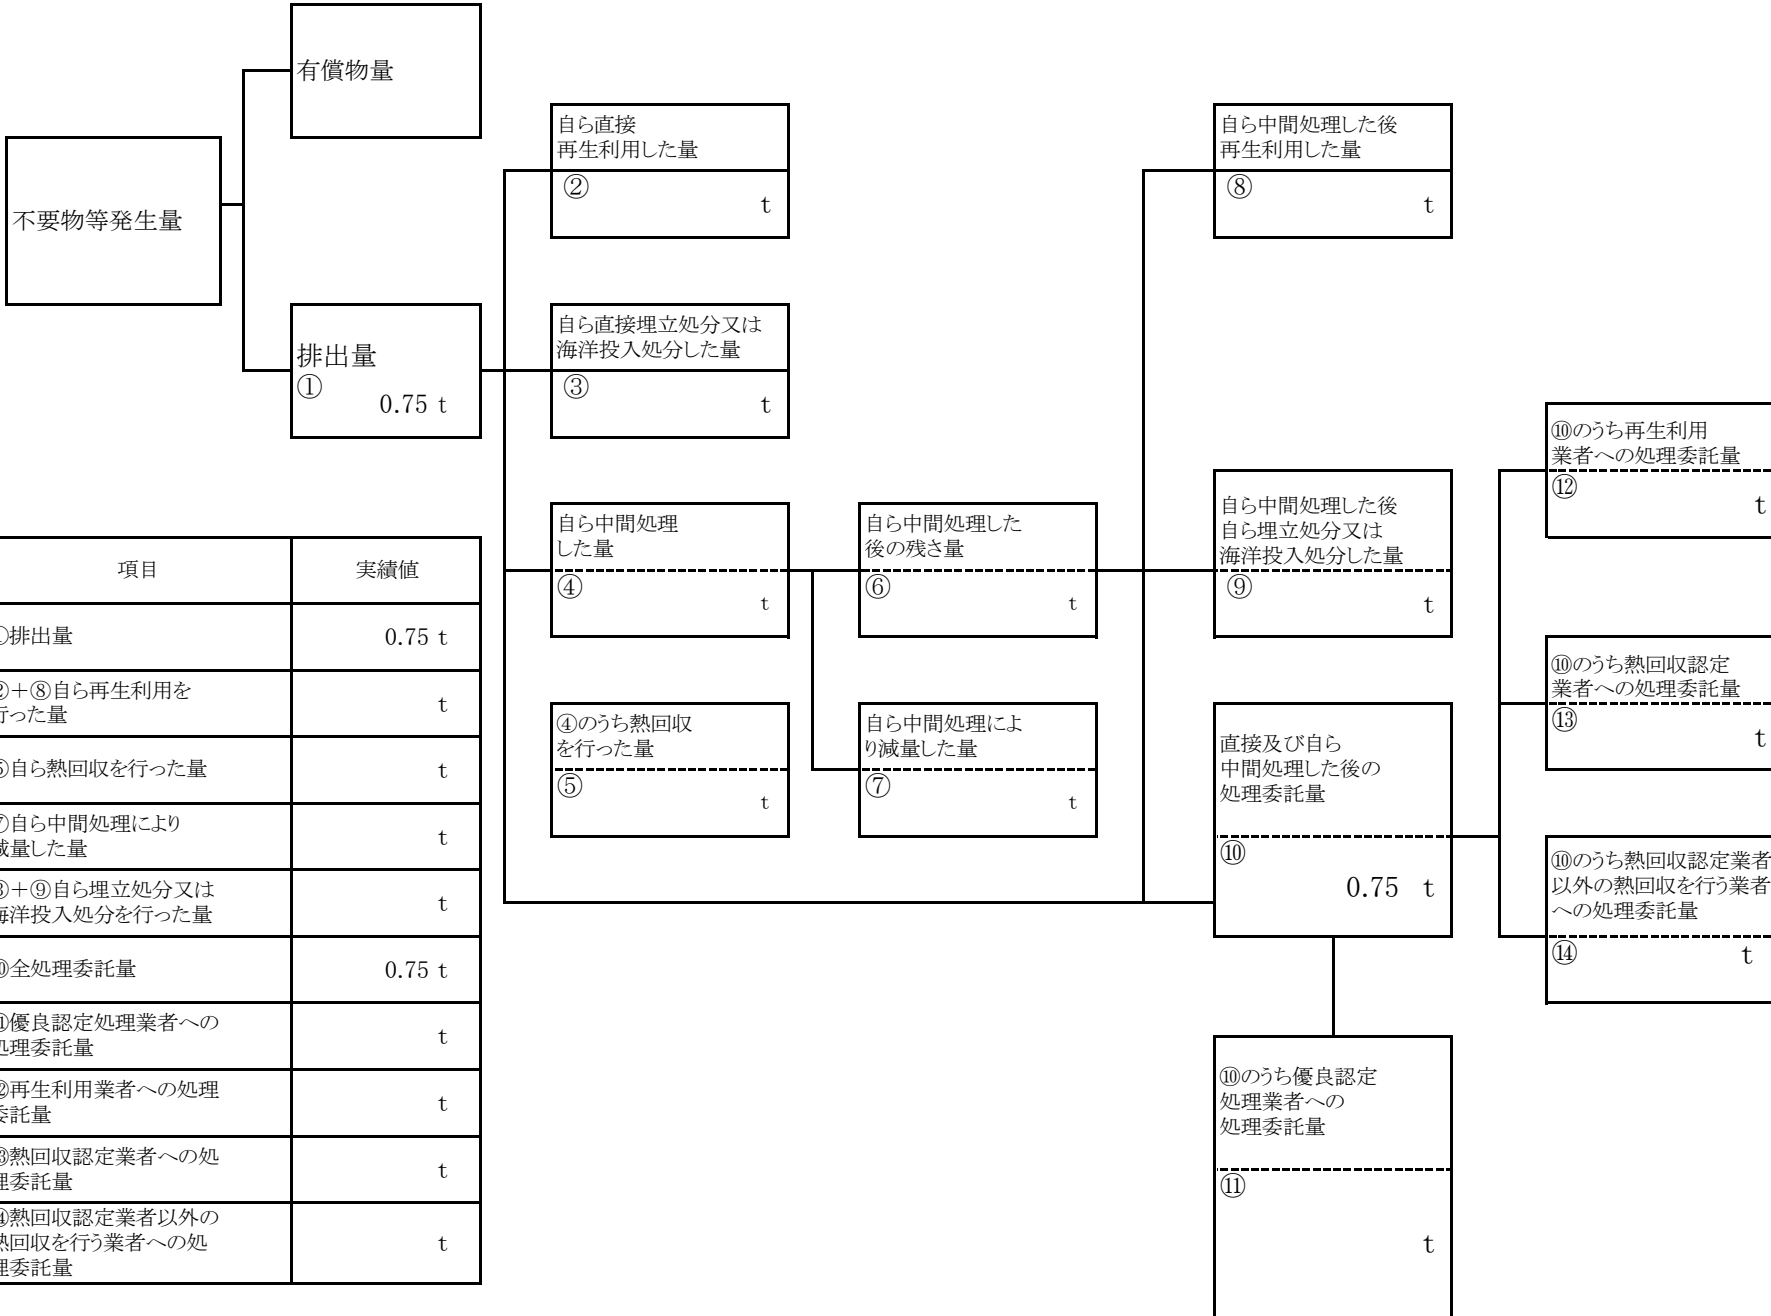 有償物量
不要物等発生量
排出量
①
0.75 t
自ら直接
再生利用した量
②
t
自ら直接埋立処分又は
海洋投入処分した量
③
t
自ら中間処理
した量
④
t
④のうち熱回収
を行った量
⑤
t
自ら中間処理した
後の残さ量
⑥
t
自ら中間処理によ
り減量した量
⑦
t
自ら中間処理した後
再生利用した量
⑧
t
自ら中間処理した後
自ら埋立処分又は
海洋投入処分した量
⑨
t
直接及び自ら
中間処理した後の
処理委託量
⑩
0.75 t
⑩のうち優良認定
処理業者への
処理委託量
⑪
t
⑩のうち再生利用
業者への処理委託量
⑫
t
⑩のうち熱回収認定
業者への処理委託量
⑬
t
⑩のうち熱回収認定業者
以外の熱回収を行う業者
への処理委託量
⑭
t
項目 実績値
①排出量 0.75 t
②+⑧自ら再生利用を
行った量
t
⑤自ら熱回収を行った量 t
⑦自ら中間処理により
減量した量
t
③+⑨自ら埋立処分又は
海洋投入処分を行った量
t
⑩全処理委託量 0.75 t
⑪優良認定処理業者への
処理委託量
t
⑫再生利用業者への処理
委託量
t
⑬熱回収認定業者への処
理委託量
t
⑭熱回収認定業者以外の
熱回収を行う業者への処
理委託量
t